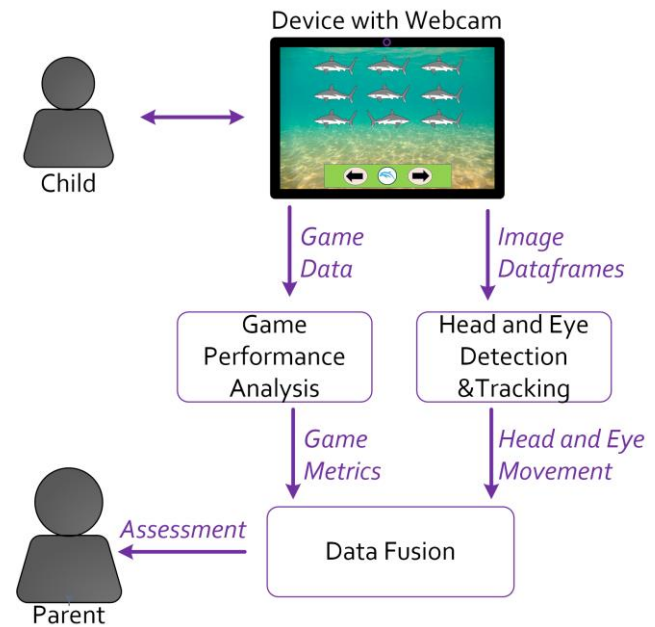 Device with Webcam
Child
Game
Data
Image
Dataframes
Game
Performance
Analysis
Head and Eye
Detection
&Tracking
Game
Metrics
Head and Eye
Movement
Assessment
Data Fusion
Parent